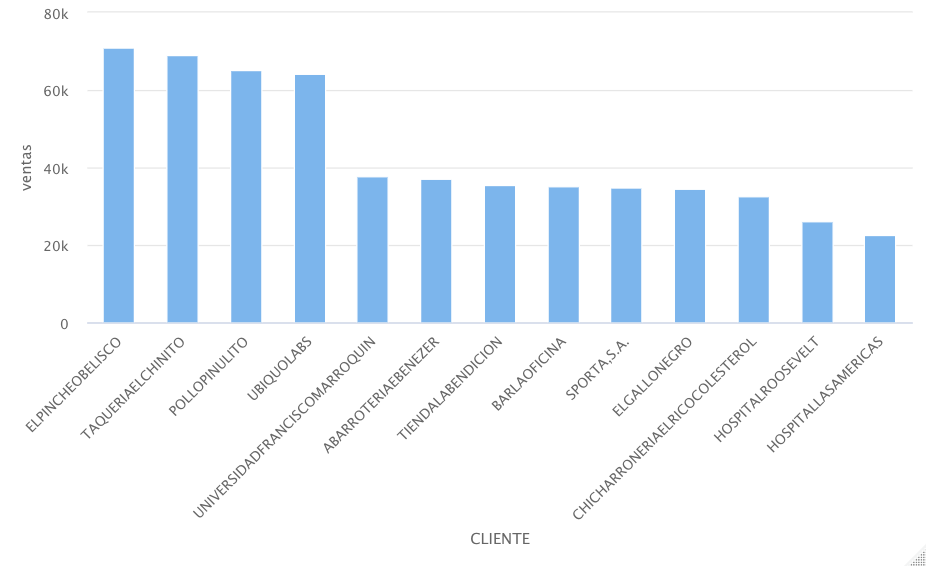 80k
60k
40k
20k
0
ventas
ELPINCHEOBELISCO
TAQUERIAELCHINITO
POLLOPINULITO
UBIQUOLABS
UNIVERSIDADFRANCISCOMARROQUIN
ABARROTERIAEBENEZER
TIENDALABENDICION
BARLAOFICINA
SPORTA,S.A.
ELGALLONEGRO
CHICHARRONERIAELRICOCOLESTEROL
HOSPITALROOSEVELT
HOSPITALLASAMERICAS
CLIENTE